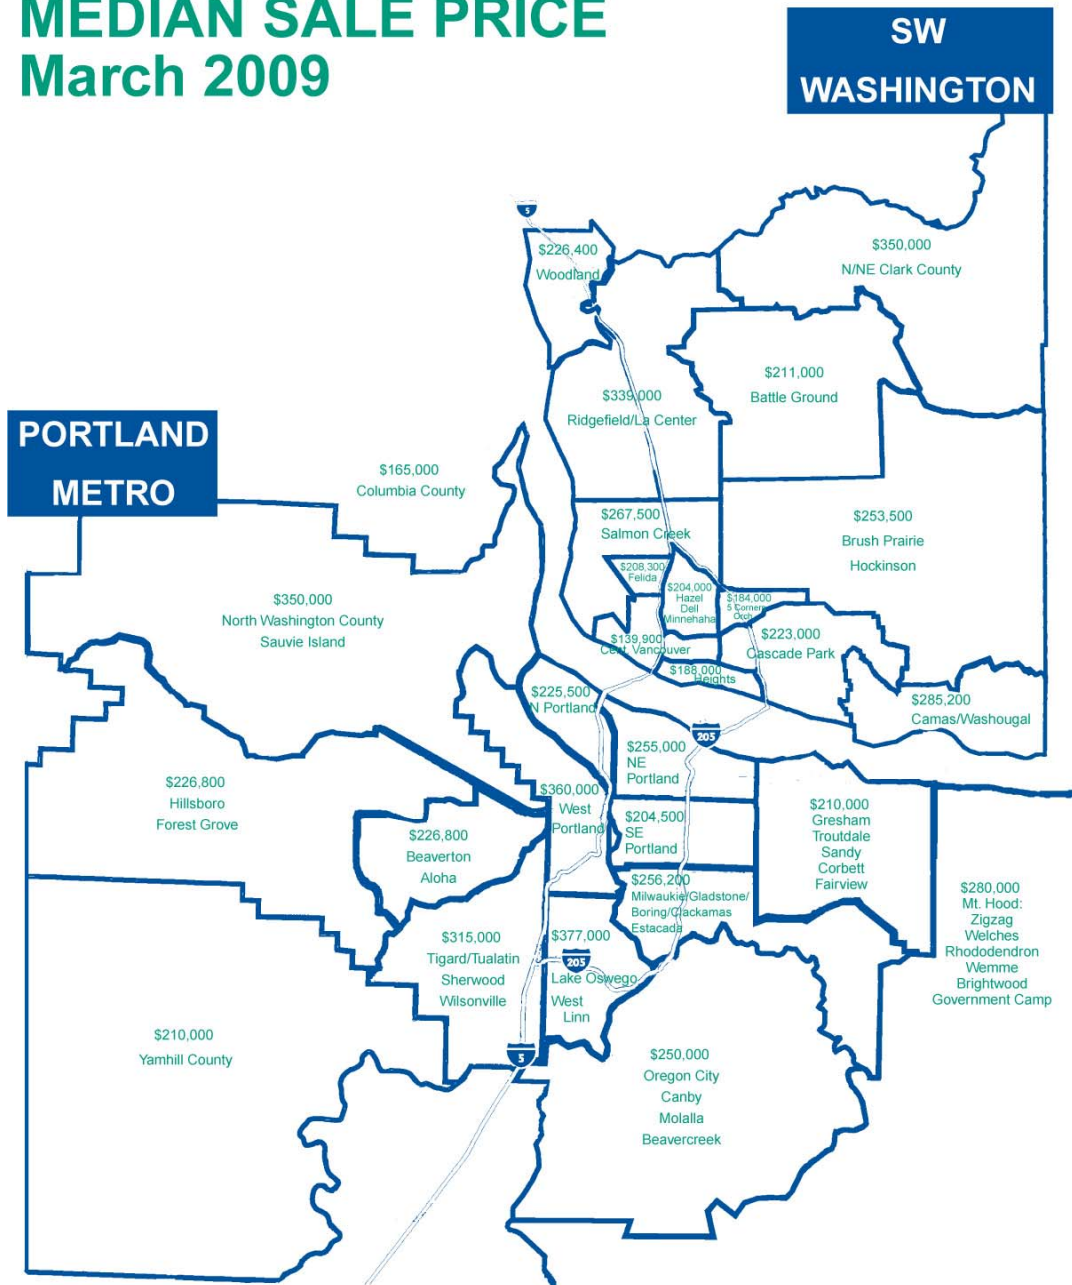 MEDIAN SALE PRICE
March 2009
SW
WASHINGTON
5
$226,400
Woodland
$350,000
N/NE Clark County
$211,000
Battle Ground
$339,000
Ridgefield/La Center
PORTLAND
METRO
$165,000
Columbia County
$267,500
Salmon Creek
$253,500
Brush Prairie
Hockinson
$208,300
Felida
$204,000
Hazel
Dell
Minnehaha
$184,000
5 Corners
Orch
$350,000
North Washington County
Sauvie Island
$139,900
Cent. Vancouver
$223,000
Cascade Park
$188,000
Heights
$285,200
Camas/Washougal
$225,500
N Portland
205
$255,000
NE
Portland
$226,800
Hillsboro
Forest Grove
$360,000
West
Portland
$204,500
SE
Portland
$210,000
Gresham
Troutdale
Sandy
Corbett
Fairview
$226,800
Beaverton
Aloha
$256,200
Milwaukie/Gladstone/
Boring/Clackamas
Estacada
$280,000
Mt. Hood:
Zigzag
Welches
Rhododendron
Wemme
Brightwood
Government Camp
$315,000
Tigard/Tualatin
Sherwood
Wilsonville
$377,000
205
Lake Oswego
West
Linn
$210,000
Yamhill County
5
$250,000
Oregon City
Canby
Molalla
Beavercreek